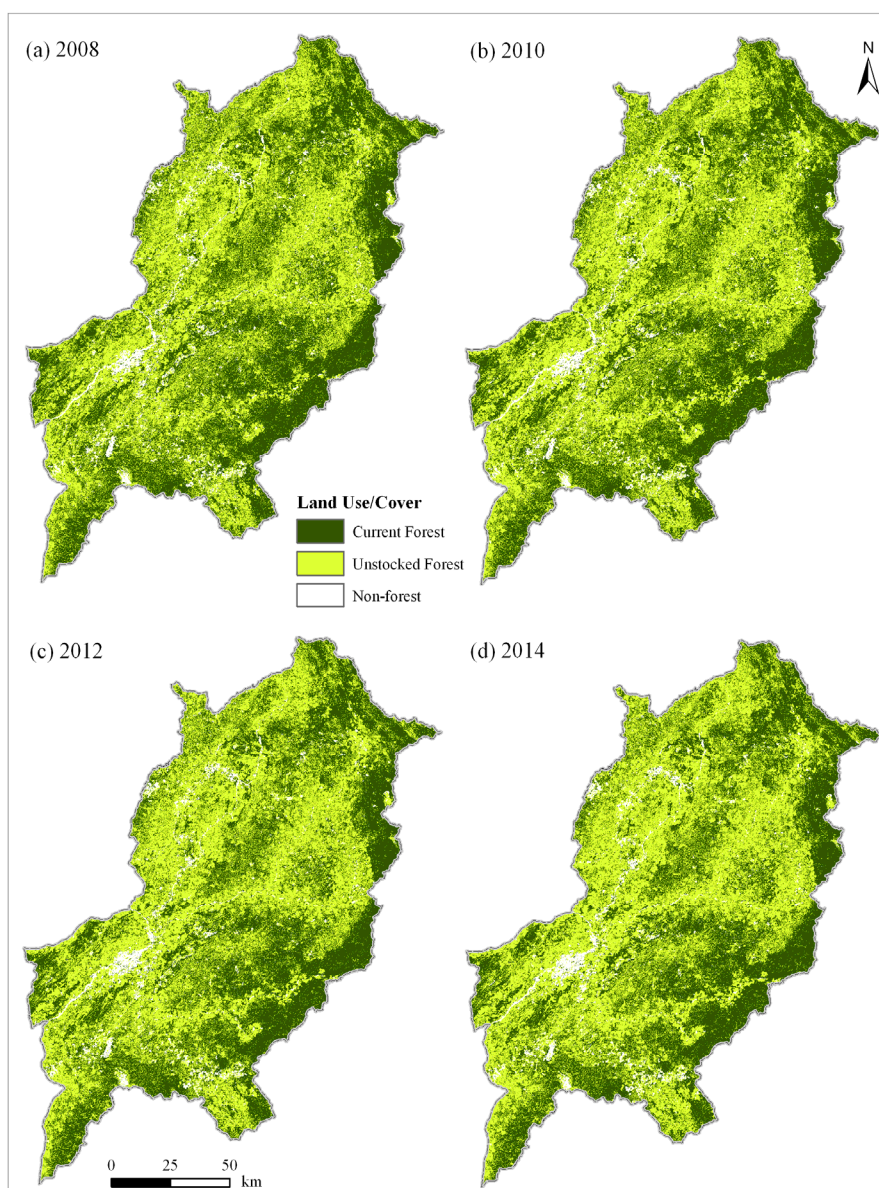 (a) 2008
(b) 2010
N
Land Use/Cover
Current Forest
Unstocked Forest
Non-forest
(c) 2012
(d) 2014
0 25 50
km